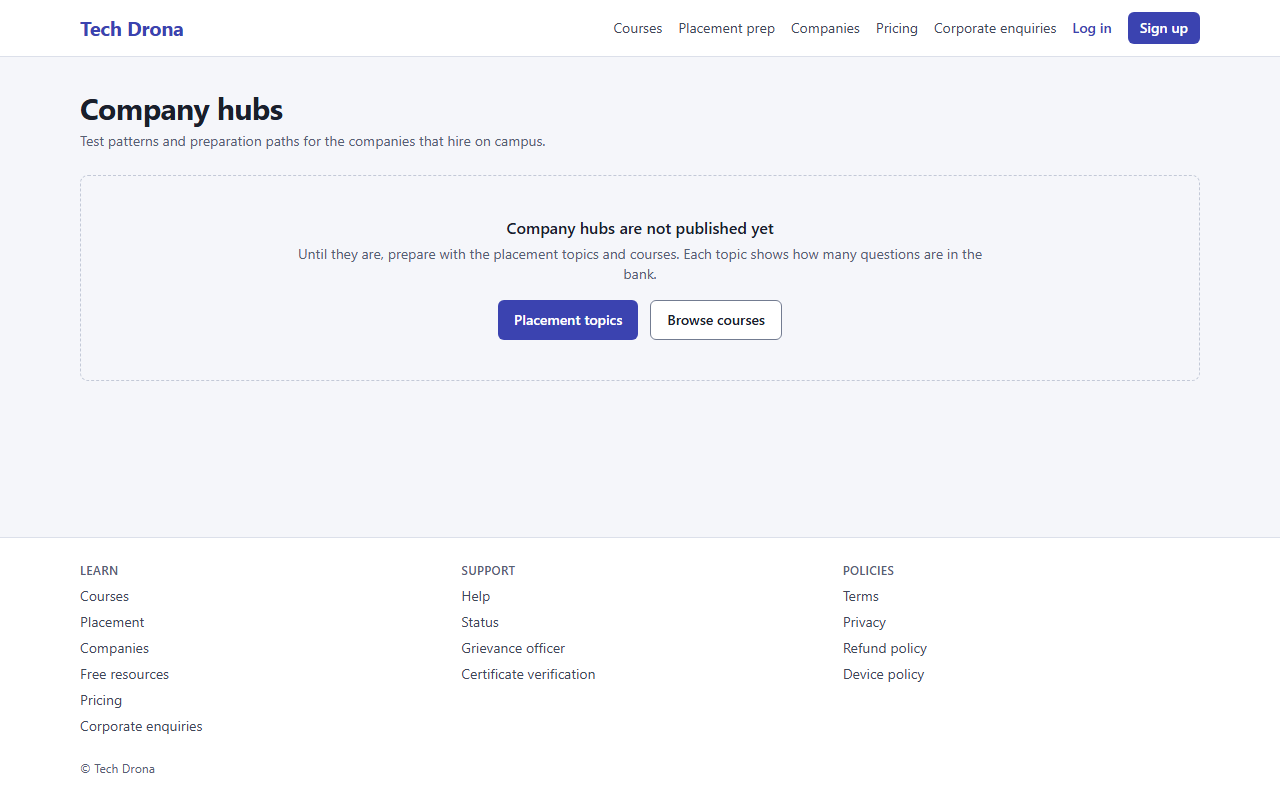 Tech Drona
Courses
Placement prep
Companies
Pricing
Corporate enquiries
Log in
Sign up
Company hubs
Test patterns and preparation paths for the companies that hire on campus.
Company hubs are not published yet
Until they are, prepare with the placement topics and courses. Each topic shows how many questions are in the
bank.
Placement topics
Browse courses
LEARN
Courses
Placement
Companies
Free resources
Pricing
Corporate enquiries
SUPPORT
Help
Status
Grievance officer
Certificate verification
POLICIES
Terms
Privacy
Refund policy
Device policy
© Tech Drona